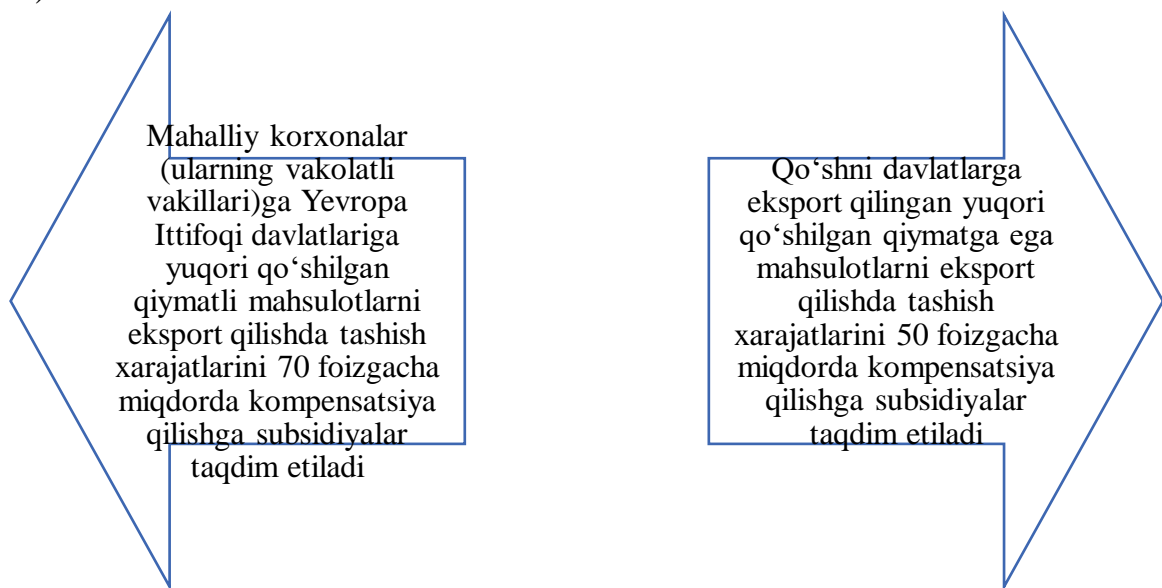 )
Mahalliy korxonalar
(ularning vakolatli
vakillari)ga Yevropa
Ittifoqi davlatlariga
yuqori qo‘shilgan
qiymatli mahsulotlarni
eksport qilishda tashish
xarajatlarini 70 foizgacha
miqdorda kompensatsiya
qilishga subsidiyalar
taqdim etiladi
Qo‘shni davlatlarga
eksport qilingan yuqori
qo‘shilgan qiymatga ega
mahsulotlarni eksport
qilishda tashish
xarajatlarini 50 foizgacha
miqdorda kompensatsiya
qilishga subsidiyalar
taqdim etiladi